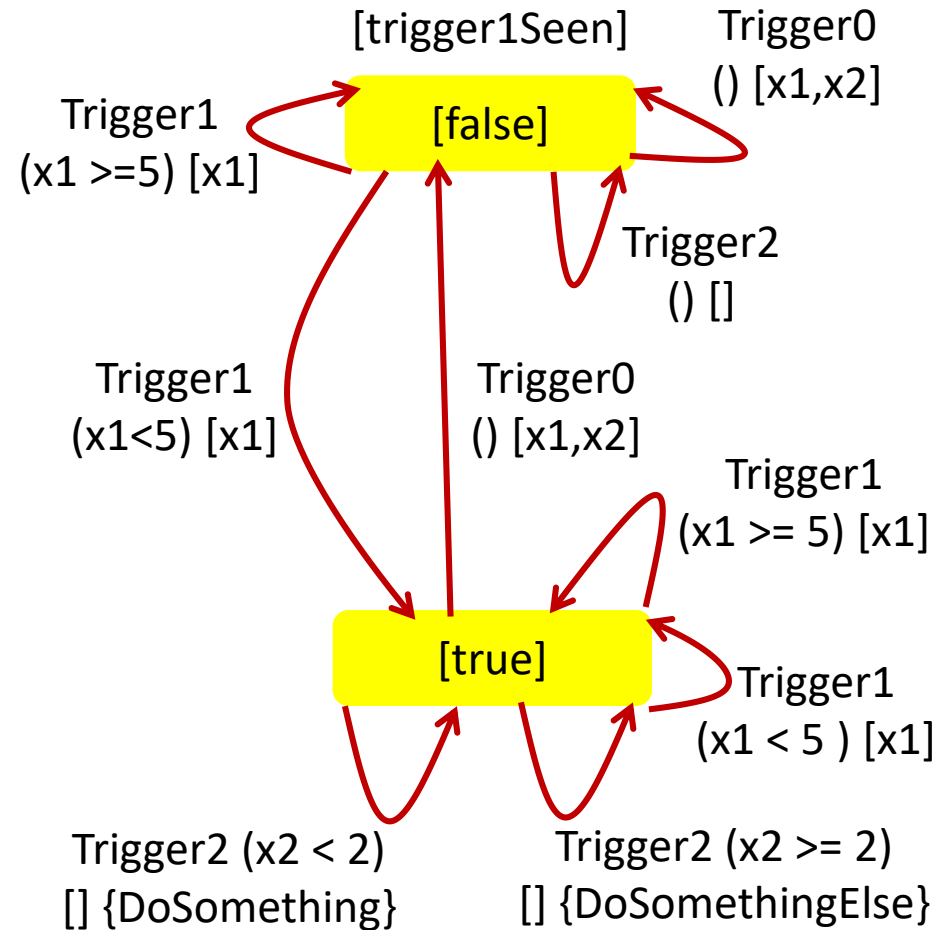 [trigger1Seen]
Trigger0
() [x1,x2]
Trigger1
(x1 >=5) [x1]
[false]
Trigger2
() []
Trigger1
(x1<5) [x1]
Trigger0
() [x1,x2]
Trigger1
(x1 >= 5) [x1]
[true]
Trigger1
(x1 < 5 ) [x1]
Trigger2 (x2 < 2)
[] {DoSomething}
Trigger2 (x2 >= 2)
[] {DoSomethingElse}